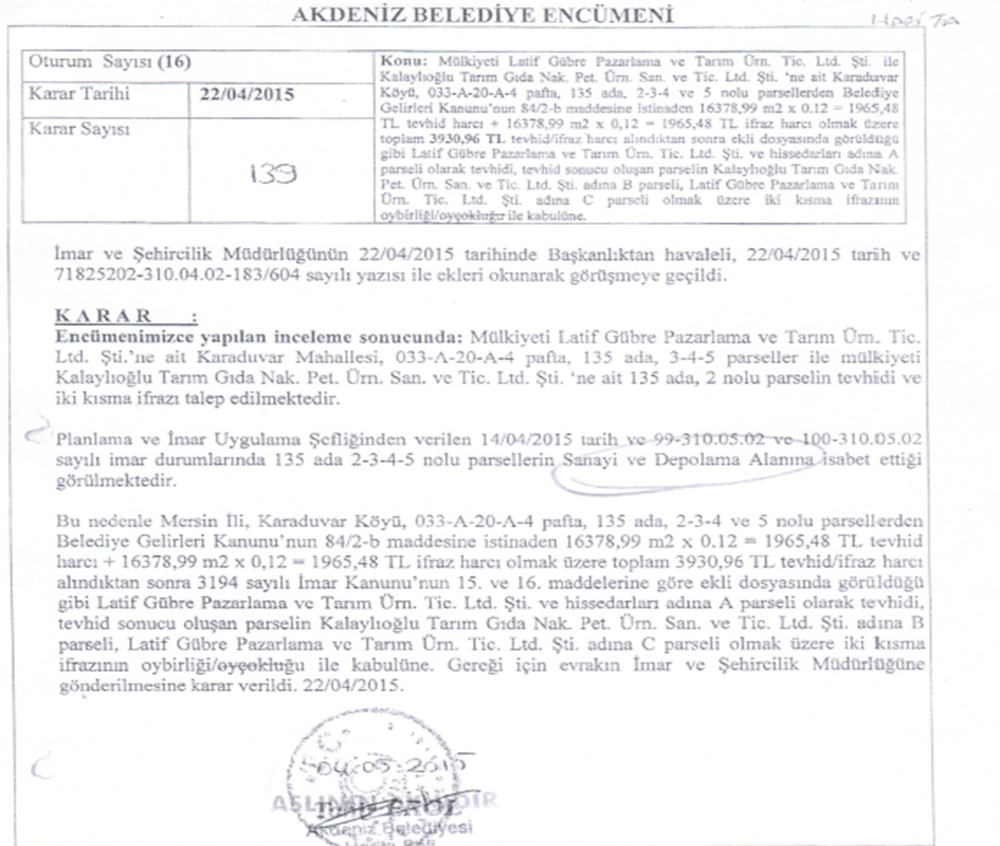 AKDENİZ BELEDİYE ENCÜMENİ
Oturum Sayısı (16)
Karar Tarihi 22/04/2015
Karar Sayısı
139
Konu: Mülkiyeti Latif Gübre Pazarlama ve Tarım Ürn. Tic. Ltd. Şti. ile
Kalaylıoğlu Tarım Gıda Nak. Pet. Ürn. San. ve Tic. Ltd. Şti. 'ne ait Karaduvar
Köyü, 033-A-20-A-4 pafta, 135 ada, 2-3-4 ve 5 nolu parsellerden Belediye
Gelirleri Kanunu'nun 84/2-b maddesine istinaden 16378,99 m2 x 0.12 = 1965,48
TL tevhid harcı + 16378,99 m2 x 0,12 = 1965,48 TL ifraz harcı olmak üzere
toplam 3930,96 TL tevhid/ifraz harcı alındıktan sonra ekli dosyasında görüldüğü
gibi Latif Gübre Pazarlama ve Tarım Ürn. Tic. Ltd. Şti. ve hissedarları adına A
parseli olarak tevhidi, tevhid sonucu oluşan parselin Kalaylıoğlu Tarım Gıda Nak.
Pet. Ürn. San. ve Tic. Ltd. Şti. adına B parseli, Latif Gübre Pazarlama ve Tarım
Ürn. Tic. Ltd. Şti. adına C parseli olmak üzere iki kısma ifrazının
oybirliği/oyçokluğu ile kabulüne.
İmar ve Şehircilik Müdürlüğünün 22/04/2015 tarihinde Başkanlıktan havaleli, 22/04/2015 tarih ve
71825202-310.04.02-183/604 sayılı yazısı ile ekleri okunarak görüşmeye geçildi.
KARAR :
Encümenimizce yapılan inceleme sonucunda: Mülkiyeti Latif Gübre Pazarlama ve Tarım Ürn. Tic.
Ltd. Şti.'ne ait Karaduvar Mahallesi, 033-A-20-A-4 pafta, 135 ada, 3-4-5 parseller ile mülkiyeti
Kalaylıoğlu Tarım Gıda Nak. Pet. Ürn. San. ve Tic. Ltd. Şti. 'ne ait 135 ada, 2 nolu parselin tevhidi ve
iki kısma ifrazı talep edilmektedir.
Planlama ve İmar Uygulama Şefliğinden verilen 14/04/2015 tarih ve 99-310.05.02 ve 100-310.05.02
sayılı imar durumlarında 135 ada 2-3-4-5 nolu parsellerin Sanayi ve Depolama Alanına isabet ettiği
görülmektedir.
Bu nedenle Mersin İli, Karaduvar Köyü, 033-A-20-A-4 pafta, 135 ada, 2-3-4 ve 5 nolu parsellerden
Belediye Gelirleri Kanunu'nun 84/2-b maddesine istinaden 16378,99 m2 x 0.12 = 1965,48 TL tevhid
harcı + 16378,99 m2 x 0,12 = 1965,48 TL ifraz harcı olmak üzere toplam 3930,96 TL tevhid/ifraz harcı
alındıktan sonra 3194 sayılı İmar Kanunu'nun 15. ve 16. maddelerine göre ekli dosyasında görüldüğü
gibi Latif Gübre Pazarlama ve Tarım Ürn. Tic. Ltd. Şti. ve hissedarları adına A parseli olarak tevhidi,
tevhid sonucu oluşan parselin Kalaylıoğlu Tarım Gıda Nak. Pet. Ürn. San. ve Tic. Ltd. Şti. adına B
parseli, Latif Gübre Pazarlama ve Tarım Ürn. Tic. Ltd. Şti. adına C parseli olmak üzere iki kısma
ifrazının oybirliği/oyçokluğu ile kabulüne. Gereği için evrakın İmar ve Şehircilik Müdürlüğüne
gönderilmesine karar verildi. 22/04/2015.
04.05.2015
ASLININ AYNIDIR
Akdeniz Belediyesi